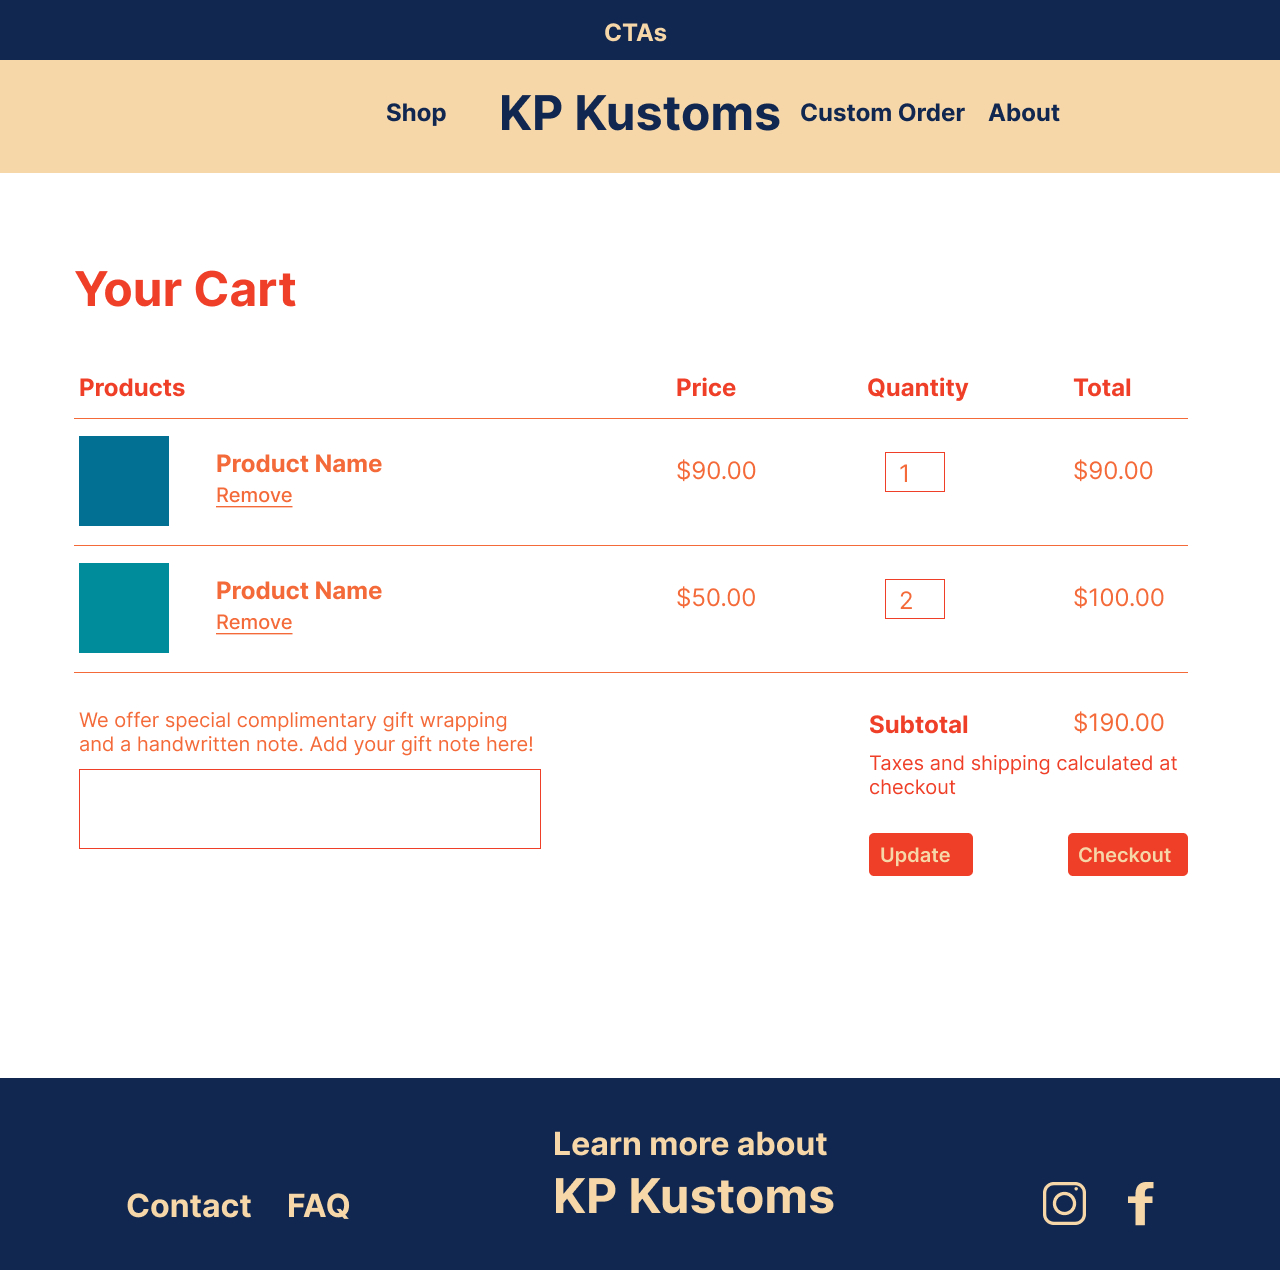 CTAs
Shop KP Kustoms Custom Order About
Your Cart
Products Price Quantity Total
Product Name
Remove
$90.00 1 $90.00
Product Name
Remove
$50.00 2 $100.00
We offer special complimentary gift wrapping
and a handwritten note. Add your gift note here!
Subtotal $190.00
Taxes and shipping calculated at
checkout
Update Checkout
Contact FAQ
Learn more about
KP Kustoms